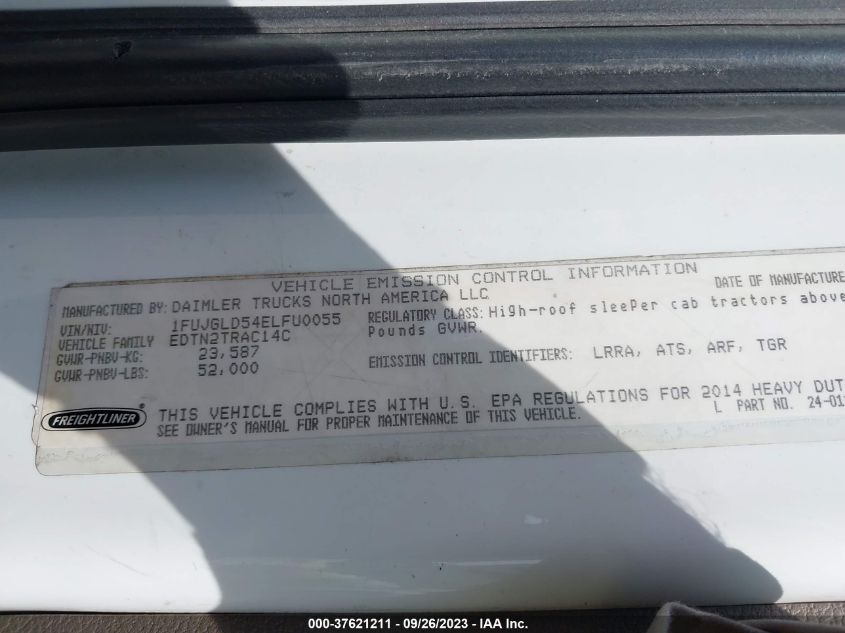 VEHICLE EMISSION CONTROL INFORMATION
DATE OF MANUFACTURE
MANUFACTURED BY: DAIMLER TRUCKS NORTH AMERICA LLC
VIN/NIV: 1FUJGLD54ELFU0055
VEHICLE FAMILY EDTN2TRAC14C
GVWR-PNBV-KG: 23,587
GVWR-PNBV-LBS: 52,000
REGULATORY CLASS: High-roof sleePer cab tractors above
Pounds GVWR.
EMISSION CONTROL IDENTIFIERS: LRRA, ATS, ARF, TGR
FREIGHTLINER
THIS VEHICLE COMPLIES WITH U.S. EPA REGULATIONS FOR 2014 HEAVY DUT
SEE OWNER'S MANUAL FOR PROPER MAINTENANCE OF THIS VEHICLE.
L PART NO. 24-01
000-37621211 - 09/26/2023 - IAA Inc.